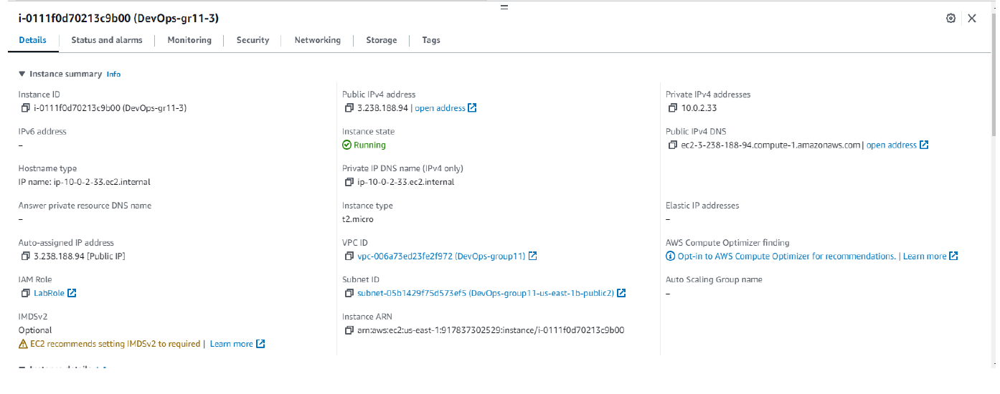 i-0111f0d70213c9b00 (DevOps-gr11-3)
Details Status and alarms Monitoring Security Networking Storage Tags
Instance summary Info
Instance ID
i-0111f0d70213c9b00 (DevOps-gr11-3)
Public IPv4 address
3.238.188.94 | open address
Private IPv4 addresses
10.0.2.33
IPv6 address
–
Instance state
Running
Public IPv4 DNS
ec2-3-238-188-94.compute-1.amazonaws.com | open address
Hostname type
IP name: ip-10-0-2-33.ec2.internal
Private IP DNS name (IPv4 only)
ip-10-0-2-33.ec2.internal
Answer private resource DNS name
–
Instance type
t2.micro
Elastic IP addresses
–
Auto-assigned IP address
3.238.188.94 [Public IP]
VPC ID
vpc-006a73ed23fe2f972 (DevOps-group11)
AWS Compute Optimizer finding
Opt-in to AWS Compute Optimizer for recommendations. | Learn more
IAM Role
LabRole
Subnet ID
subnet-05b1429f75d573ef5 (DevOps-group11-us-east-1b-public2)
Auto Scaling Group name
–
IMDSv2
Optional
EC2 recommends setting IMDSv2 to required | Learn more
Instance ARN
arn:aws:ec2:us-east-1:917837302529:instance/i-0111f0d70213c9b00